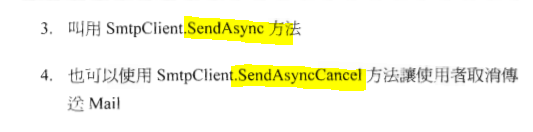 3. 叫用 SmtpClient.SendAsync 方法
4. 也可以使用 SmtpClient.SendAsyncCancel 方法讓使用者取消傳
送 Mail